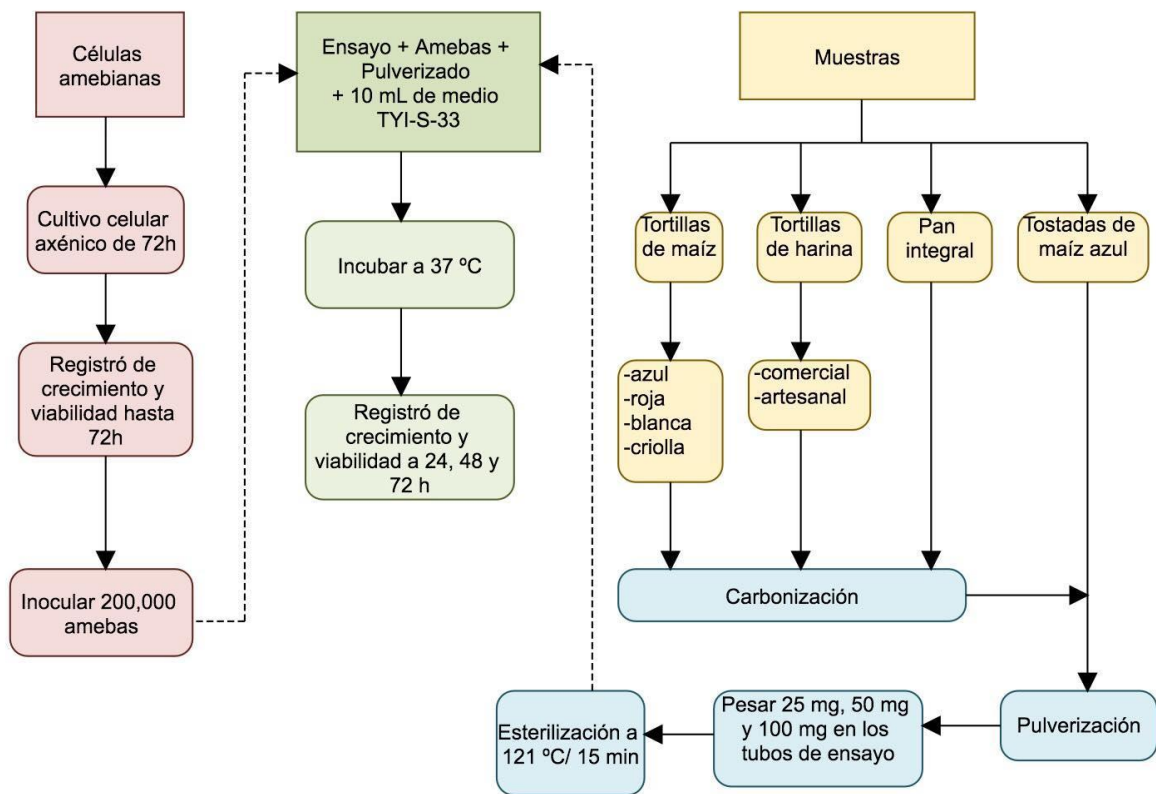 Células
amebianas
Cultivo celular
axénico de 72h
Registró de
crecimiento y
viabilidad hasta
72h
Inocular 200,000
amebas
Ensayo + Amebas +
Pulverizado
+ 10 mL de medio
TYI-S-33
Incubar a 37 ºC
Registró de
crecimiento y
viabilidad a 24, 48 y
72 h
Muestras
Tortillas
de maíz
Tortillas
de harina
Pan
integral
Tostadas de
maíz azul
-azul
-roja
-blanca
-criolla
-comercial
-artesanal
Carbonización
Pulverización
Pesar 25 mg, 50 mg
y 100 mg en los
tubos de ensayo
Esterilización a
121 ºC/ 15 min